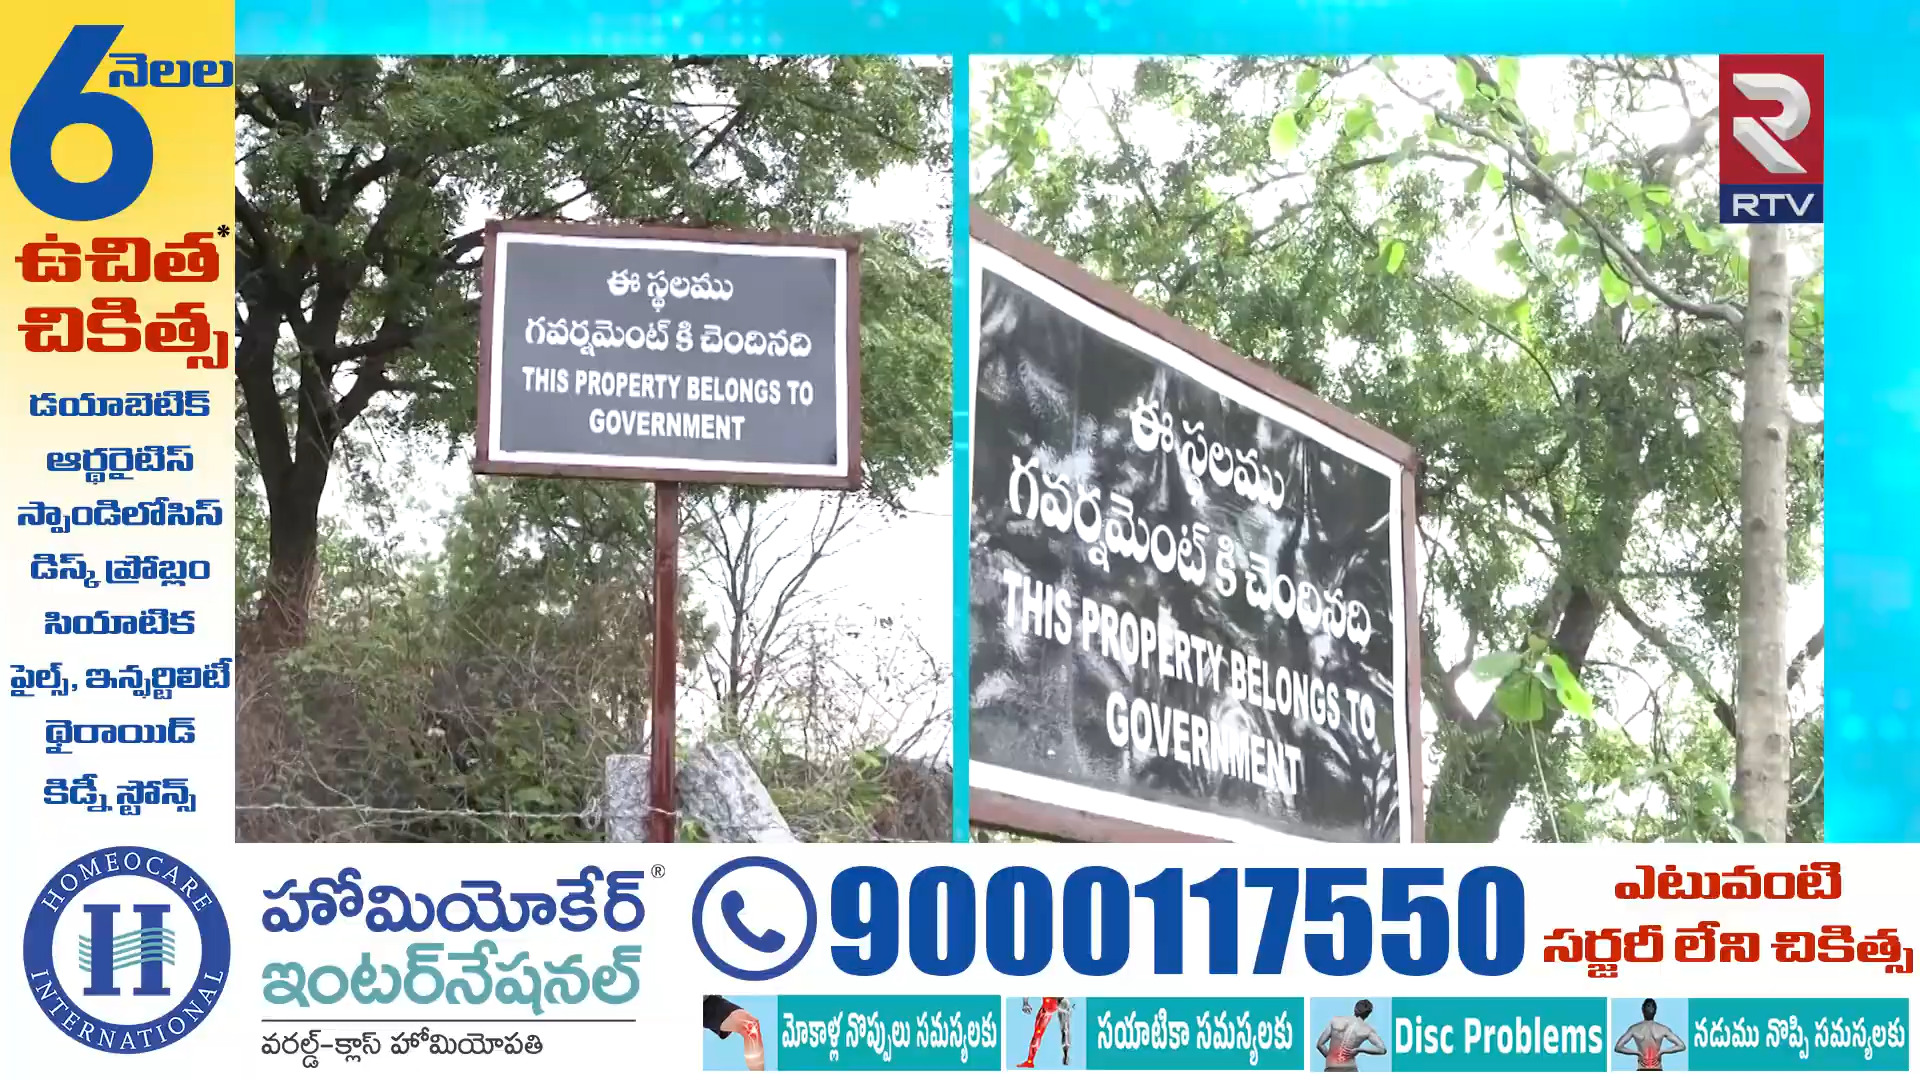 6 నెలల
ఉచిత*
చికిత్స
డయాబెటిక్
ఆర్థరైటిస్
స్పాండిలోసిస్
డిస్క్ ప్రోబ్లం
సియాటిక
పైల్స్, ఇన్ఫర్టిలిటీ
థైరాయిడ్
కిడ్నీ స్టోన్స్
ఈ స్థలము
గవర్నమెంట్ కి చెందినది
THIS PROPERTY BELONGS TO
GOVERNMENT
ఈ స్థలము
గవర్నమెంట్ కి చెందినది
THIS PROPERTY BELONGS TO
GOVERNMENT
RTV
HOMEOCARE
H
INTERNATIONAL
హోమియోకేర్®
ఇంటర్‌నేషనల్
వరల్డ్-క్లాస్ హోమియోపతి
9000117550
ఎటువంటి
సర్జరీ లేని చికిత్స
మోకాళ్ల నొప్పులు సమస్యలకు
సయాటికా సమస్యలకు
Disc Problems
నడుము నొప్పి సమస్యలకు